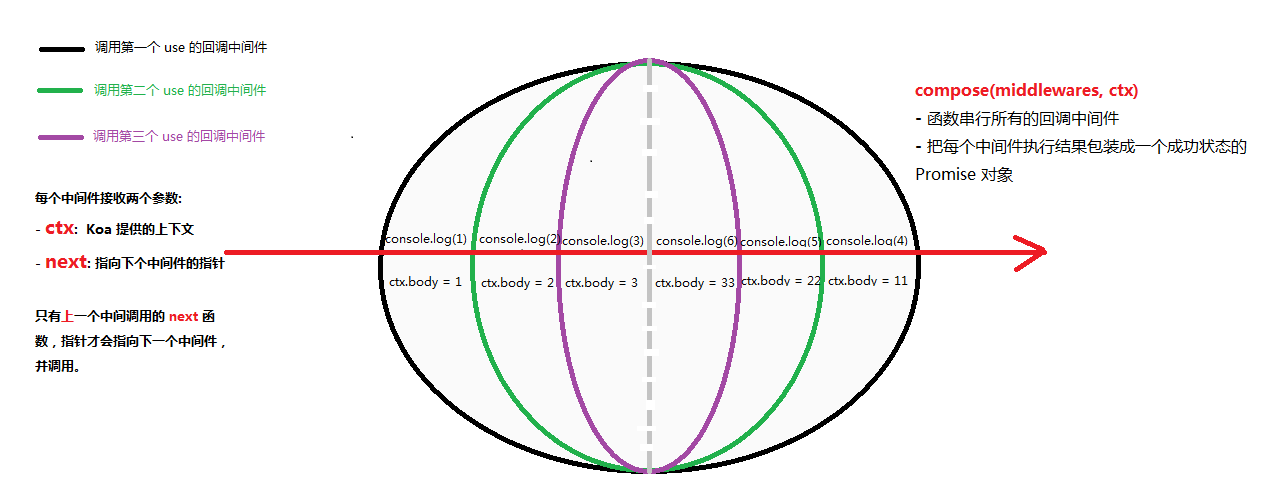 调用第一个 use 的回调中间件
调用第二个 use 的回调中间件
调用第三个 use 的回调中间件
每个中间件接收两个参数:
- ctx: Koa 提供的上下文
- next: 指向下个中间件的指针
只有上一个中间调用的 next 函
数，指针才会指向下一个中间件，
并调用。
console.log(1)
console.log(2)
console.log(3)
console.log(6)
console.log(5)
console.log(4)
ctx.body = 1
ctx.body = 2
ctx.body = 3
ctx.body = 33
ctx.body = 22
ctx.body = 11
compose(middlewares, ctx)
- 函数串行所有的回调中间件
- 把每个中间件执行结果包装成一个成功状态的
Promise 对象